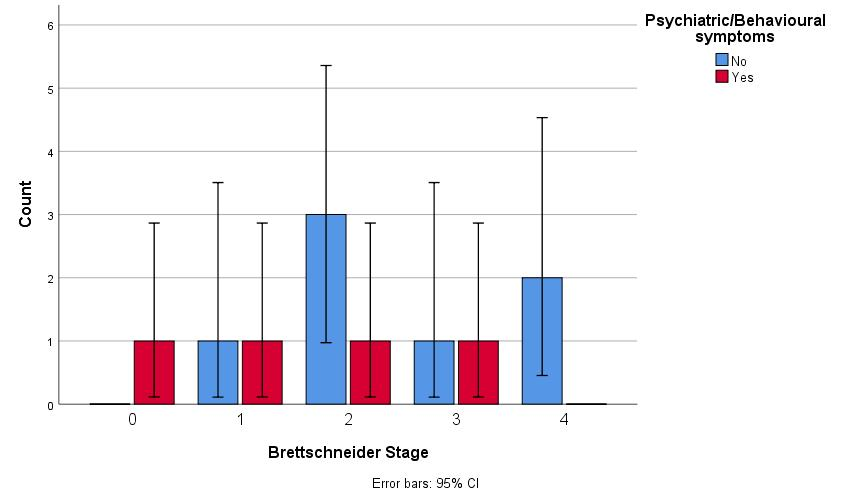 Psychiatric/Behavioural
symptoms
No
Yes
6
5
4
3
2
1
0
Count
0 1 2 3 4
Brettschneider Stage
Error bars: 95% CI